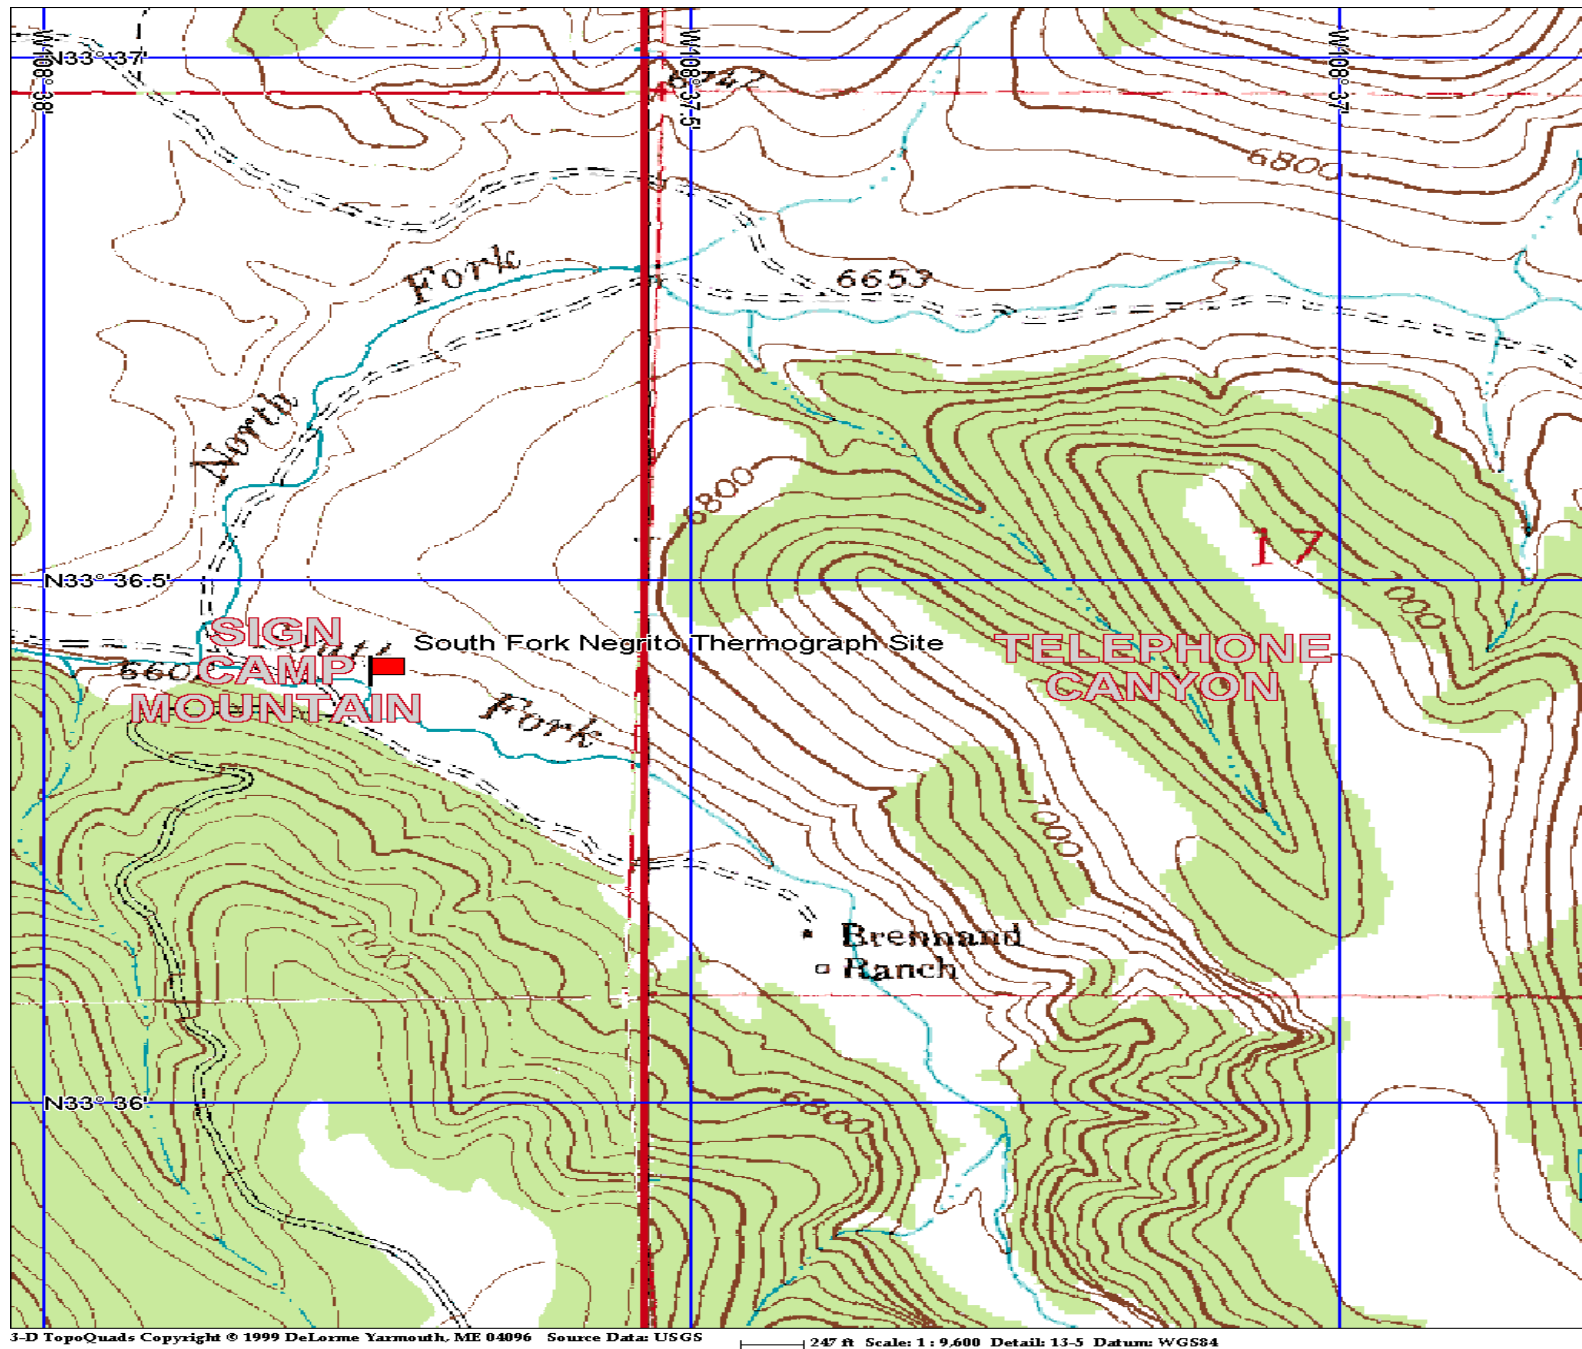 W108° 38'
N33° 37'
W108° 37.5'
W108° 37'
6742
6800
Fork
6653
North
6800
17
N33° 36.5'
7000
SIGN
CAMP
MOUNTAIN
South Fork Negrito Thermograph Site
TELEPHONE
CANYON
Fork
7000
Brennand
Ranch
N33° 36'
6800
3-D TopoQuads Copyright © 1999 DeLorme Yarmouth, ME 04096 Source Data: USGS
247 ft Scale: 1 : 9,600 Detail: 13-5 Datum: WGS84